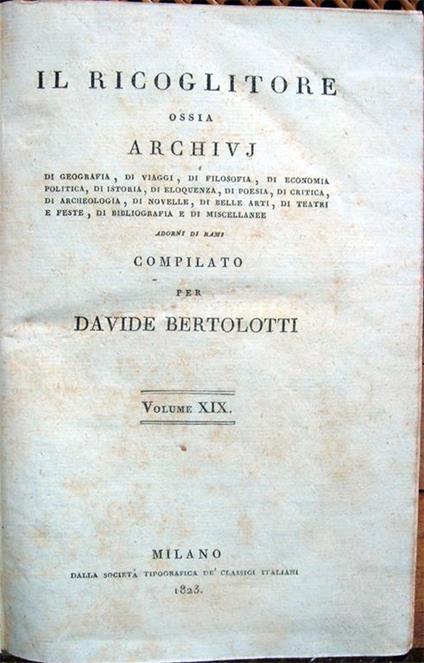 IL RICOGLITORE
OSSIA
ARCHIVJ
DI GEOGRAFIA, DI VIAGGI, DI FILOSOFIA, DI ECONOMIA
POLITICA, DI ISTORIA, DI ELOQUENZA, DI POESIA, DI CRITICA,
DI ARCHEOLOGIA, DI NOVELLE, DI BELLE ARTI, DI TEATRI
E FESTE, DI BIBLIOGRAFIA E DI MISCELLANEE
ADORNI DI RAMI
COMPILATO
PER
DAVIDE BERTOLOTTI
VOLUME XIX.
MILANO
DALLA SOCIETÀ TIPOGRAFICA DE' CLASSICI ITALIANI
1823.